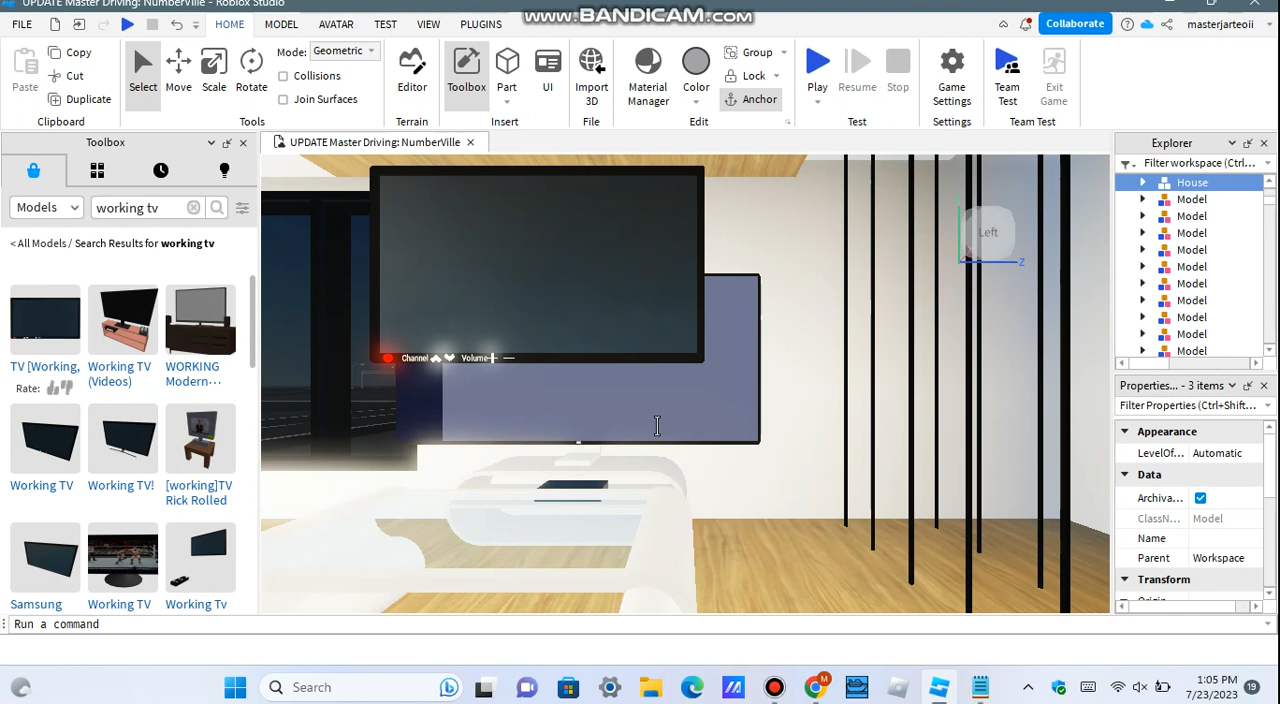 UPDATE Master Driving: NumberVille - Roblox Studio
www.BANDICAM.com
FILE HOME MODEL AVATAR TEST VIEW PLUGINS Collaborate masterjarteoii
Paste Copy Cut Duplicate Clipboard
Select Move Scale Rotate Mode: Geometric Collisions Join Surfaces Tools
Editor Terrain
Toolbox Part UI Insert
Import 3D File
Material Manager Color Group Lock Anchor Edit
Play Resume Stop Test
Game Settings Settings
Team Test Exit Game Team Test
Toolbox
Models working tv
< All Models / Search Results for working tv
TV [Working,
Rate:
Working TV (Videos)
WORKING Modern···
Working TV
Working TV!
[working]TV Rick Rolled
Samsung
Working TV
Working Tv
UPDATE Master Driving: NumberVille
Channel Volume
Left
Z
Explorer
Filter workspace (Ctrl...
House
Model
Model
Model
Model
Model
Model
Model
Model
Model
Model
Properties... - 3 items
Filter Properties (Ctrl+Shift...
Appearance
LevelOf... Automatic
Data
Archiva...
ClassN... Model
Name
Parent Workspace
Transform
Run a command
Search
1:05 PM
7/23/2023
19